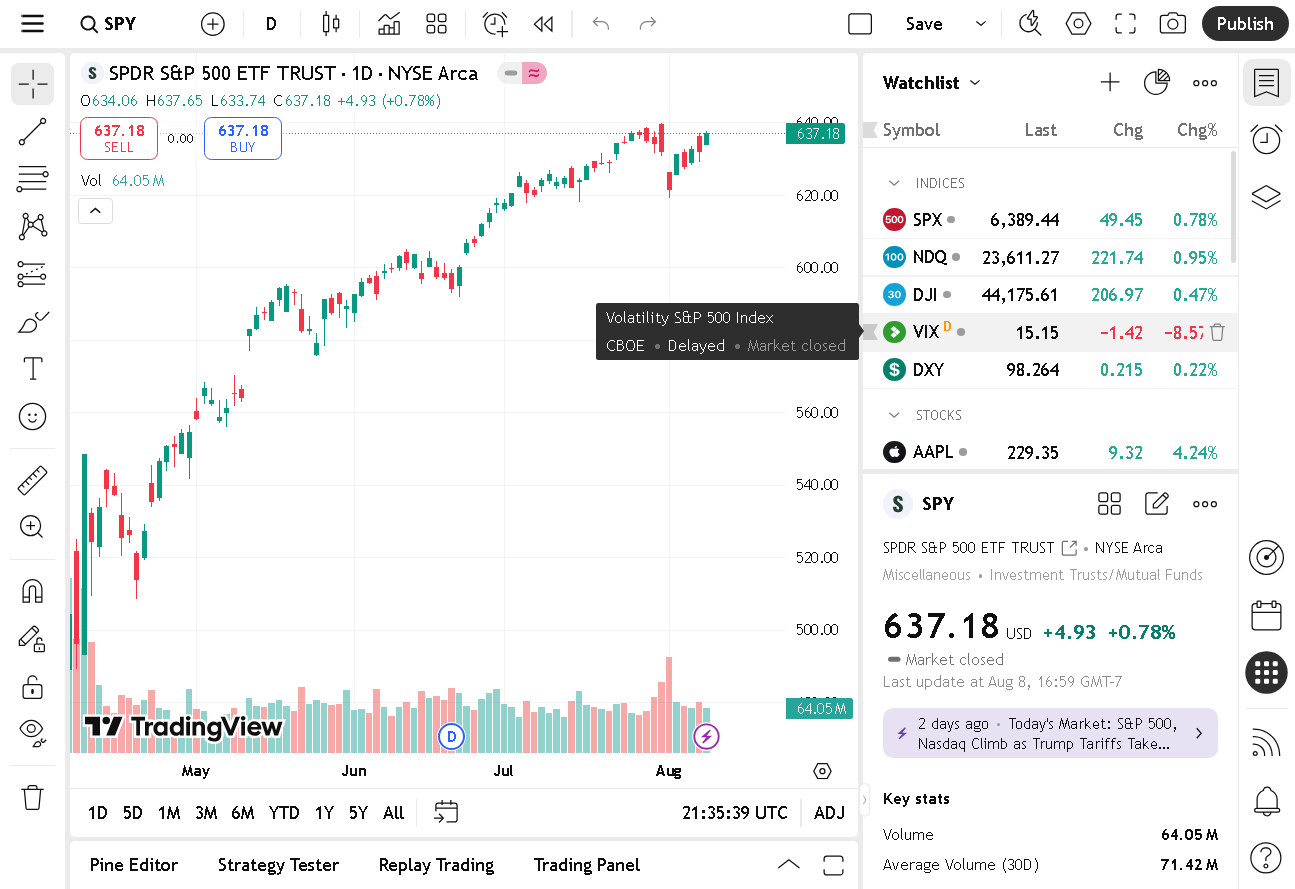 SPY
D
Save
Publish
SPDR S&P 500 ETF TRUST · 1D · NYSE Arca
O634.06 H637.65 L633.74 C637.18 +4.93 (+0.78%)
637.18
SELL
0.00
637.18
BUY
Vol 64.05 M
640.00
637.18
620.00
600.00
560.00
540.00
520.00
500.00
64.05 M
Volatility S&P 500 Index
CBOE • Delayed • Market closed
TradingView
D
May Jun Jul Aug
1D 5D 1M 3M 6M YTD 1Y 5Y All
21:35:39 UTC ADJ
Pine Editor Strategy Tester Replay Trading Trading Panel
Watchlist
Symbol Last Chg Chg%
INDICES
500 SPX 6,389.44 49.45 0.78%
100 NDQ 23,611.27 221.74 0.95%
30 DJI 44,175.61 206.97 0.47%
VIX D 15.15 −1.42 −8.57
$ DXY 98.264 0.215 0.22%
STOCKS
AAPL 229.35 9.32 4.24%
S SPY
SPDR S&P 500 ETF TRUST • NYSE Arca
Miscellaneous • Investment Trusts/Mutual Funds
637.18 USD +4.93 +0.78%
Market closed
Last update at Aug 8, 16:59 GMT-7
2 days ago • Today's Market: S&P 500,
Nasdaq Climb as Trump Tariffs Take...
Key stats
Volume 64.05 M
Average Volume (30D) 71.42 M